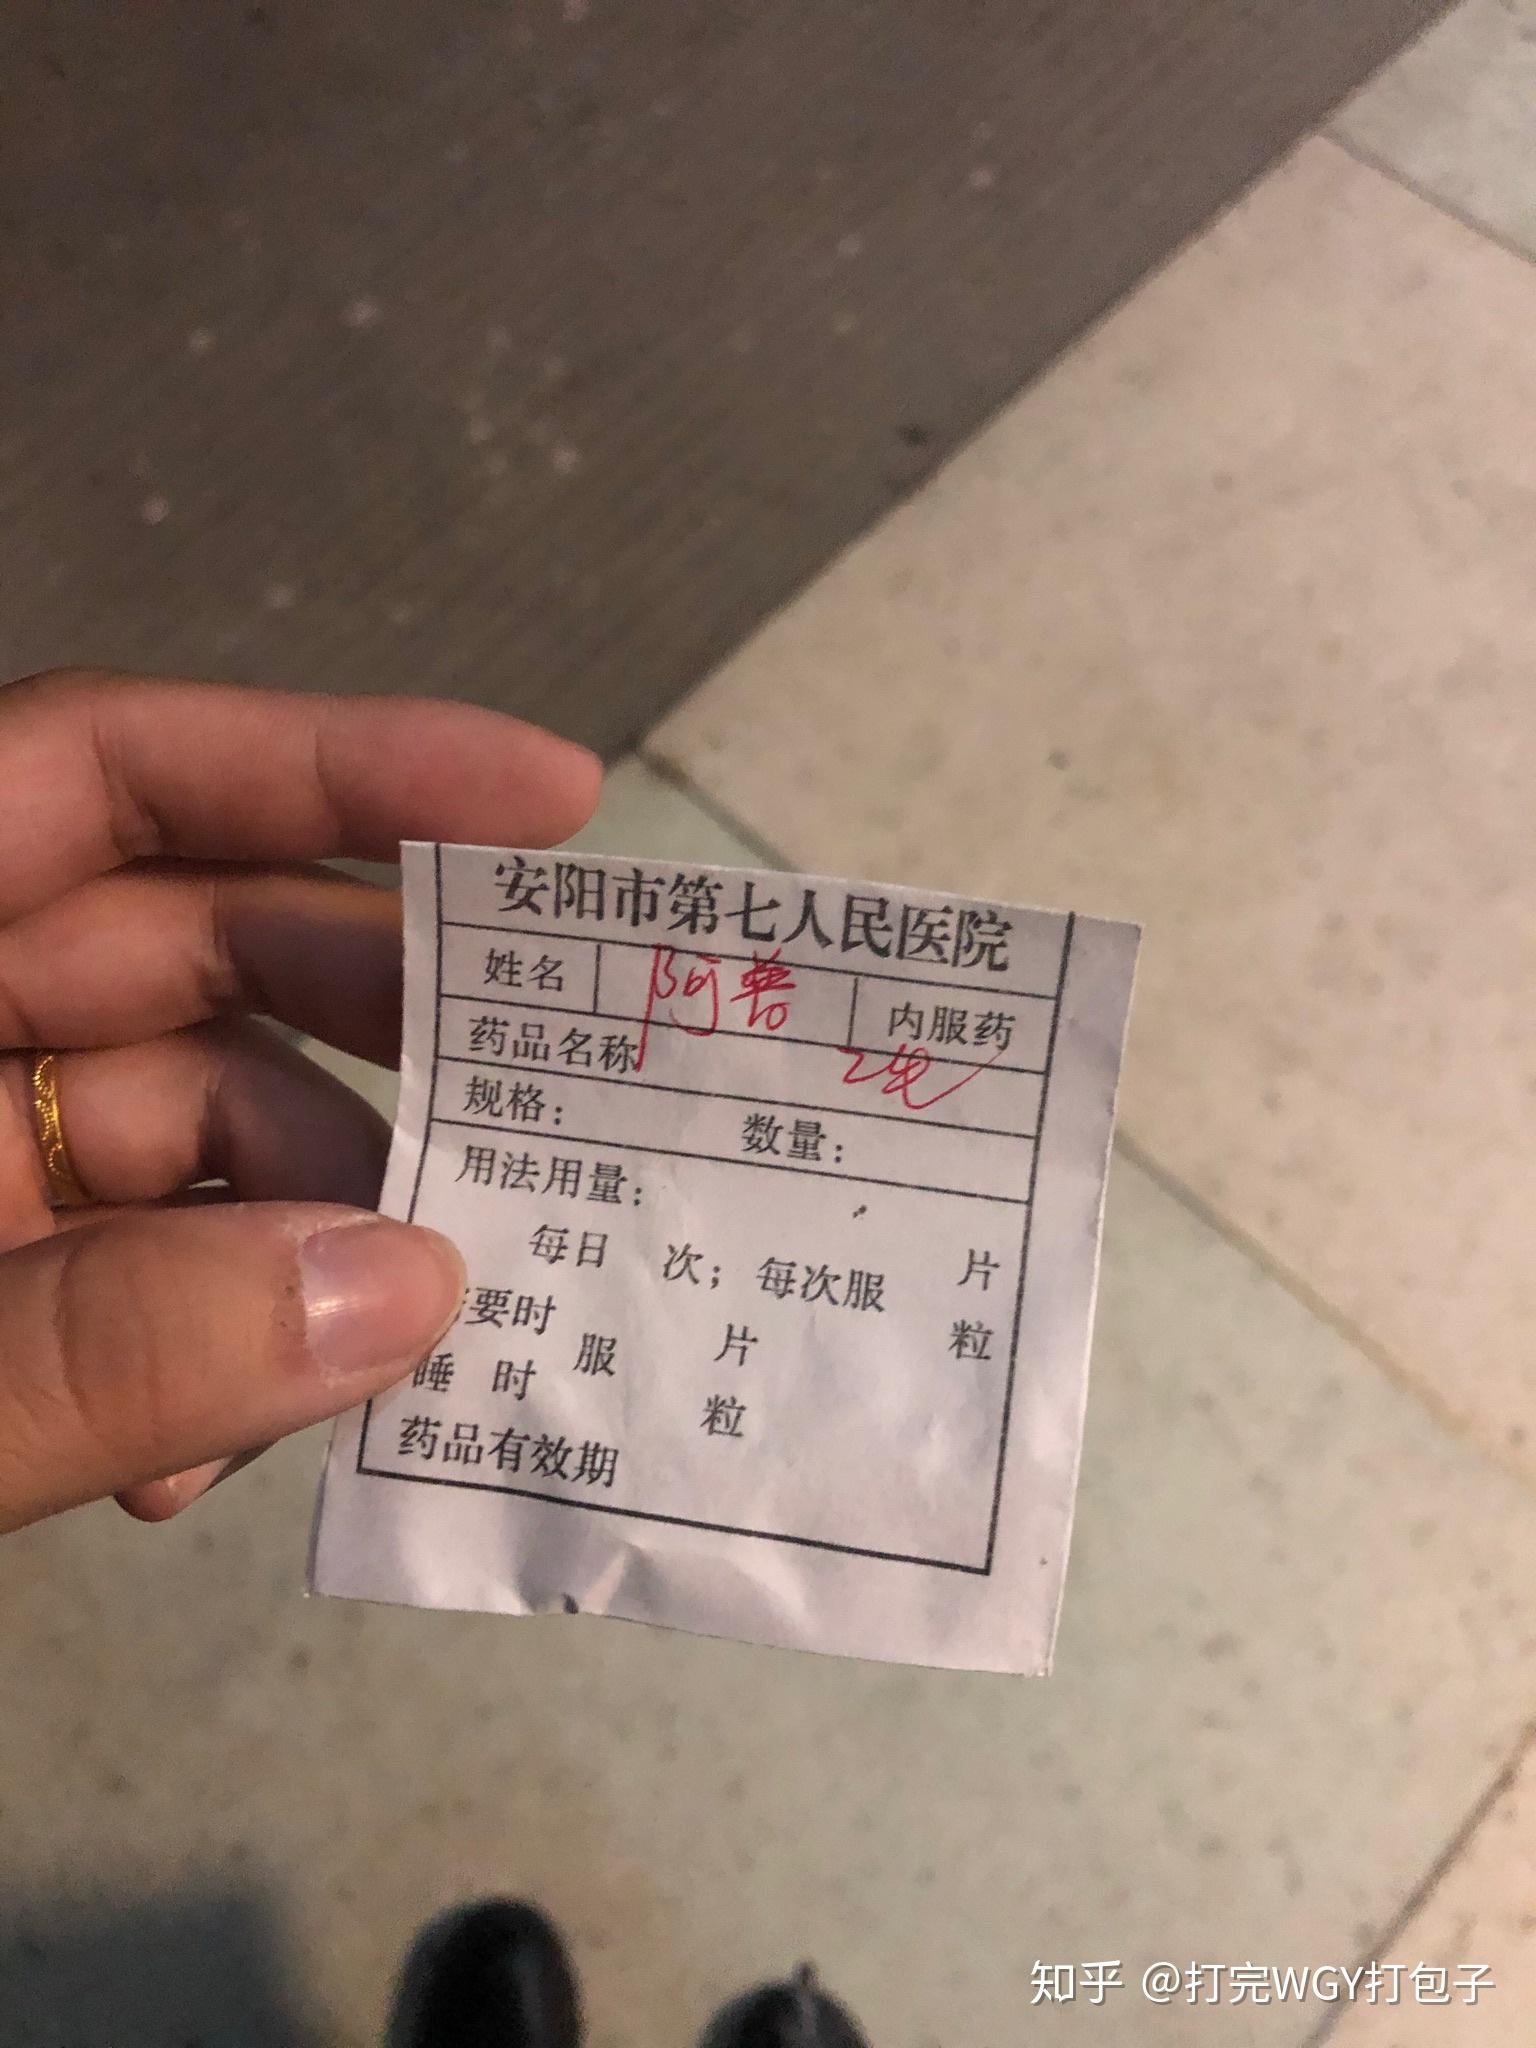 安阳市第七人民医院
姓名 阿普 内服药
药品名称
规格: 数量:
用法用量:
每日 次; 每次服 片
粒
要时
服 片
睡 时
粒
药品有效期
知乎 @打完WGY打包子